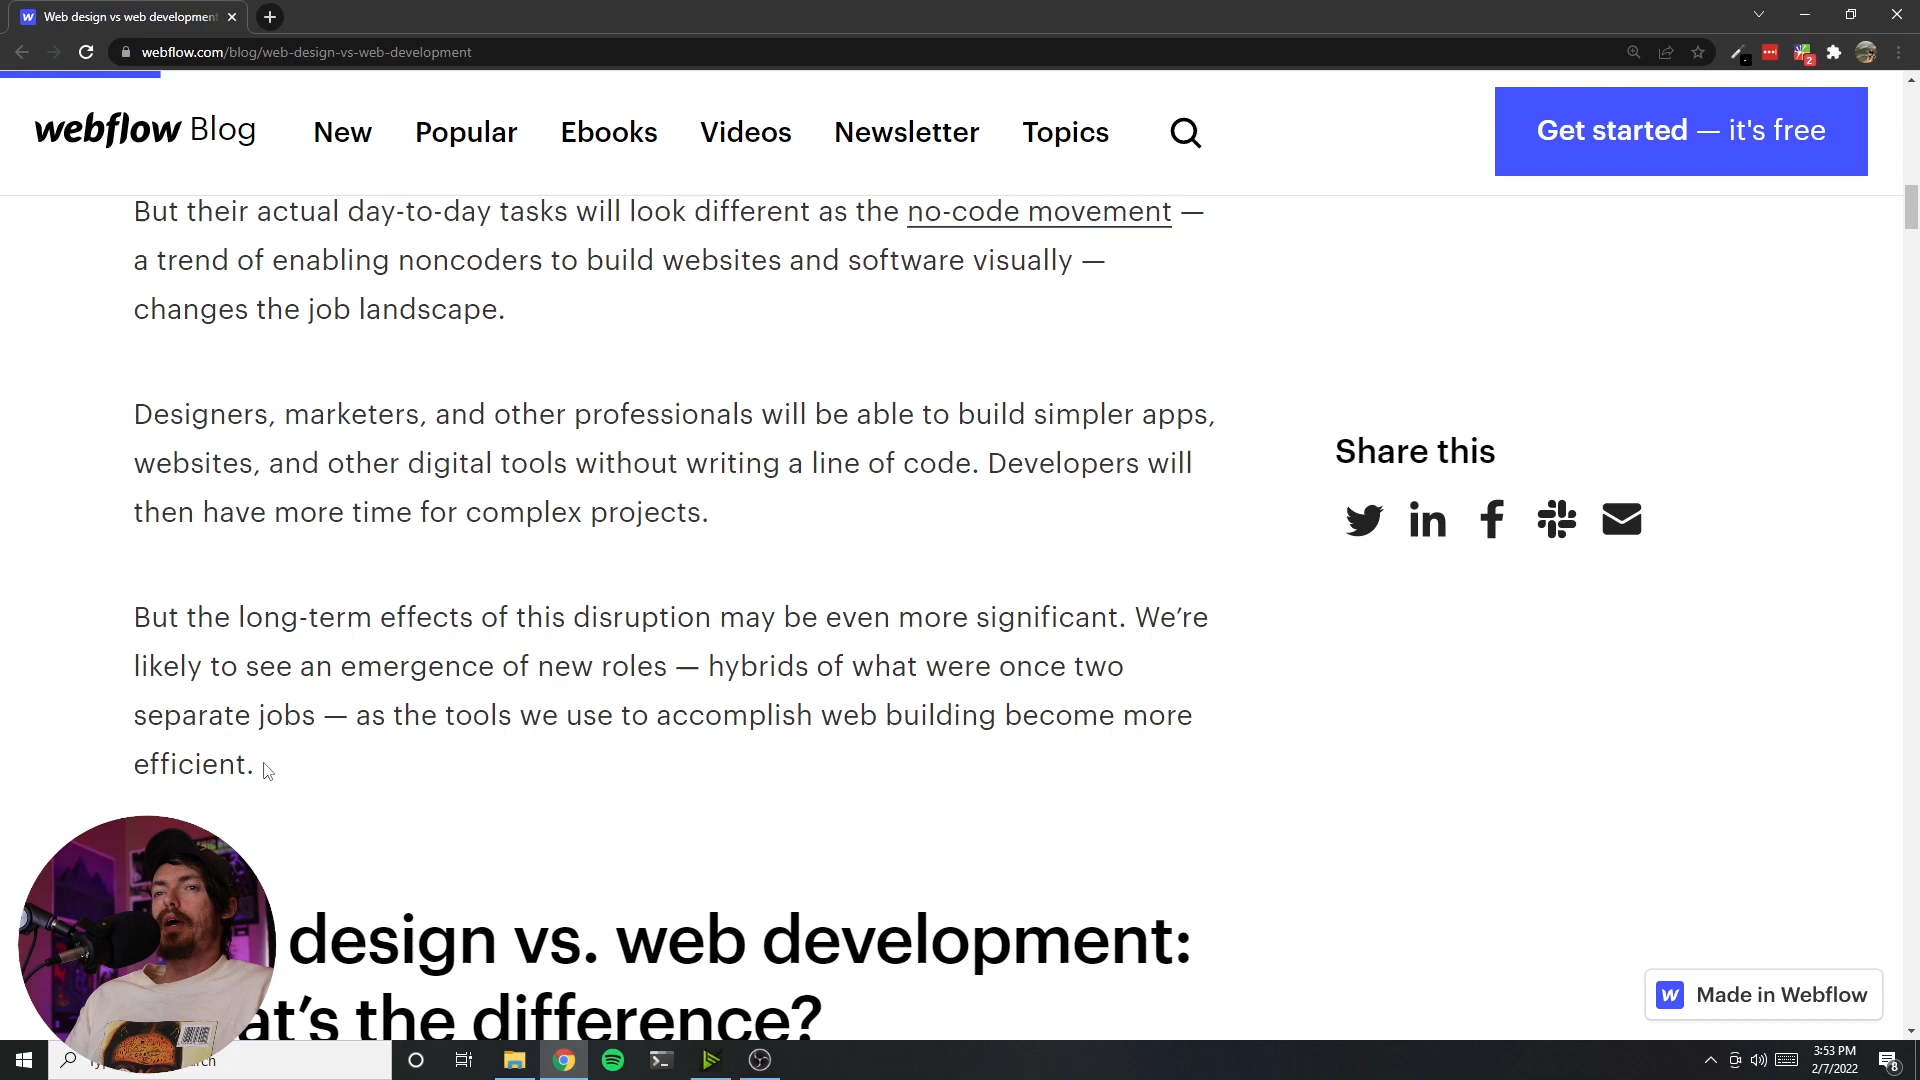 Web design vs web development
webflow.com/blog/web-design-vs-web-development
2
webflow Blog
New
Popular
Ebooks
Videos
Newsletter
Topics
Get started — it's free
But their actual day-to-day tasks will look different as the no-code movement —
a trend of enabling noncoders to build websites and software visually —
changes the job landscape.
Designers, marketers, and other professionals will be able to build simpler apps,
websites, and other digital tools without writing a line of code. Developers will
then have more time for complex projects.
Share this
But the long-term effects of this disruption may be even more significant. We’re
likely to see an emergence of new roles — hybrids of what were once two
separate jobs — as the tools we use to accomplish web building become more
efficient.
design vs. web development:
at’s the difference?
Made in Webflow
3:53 PM
2/7/2022
8